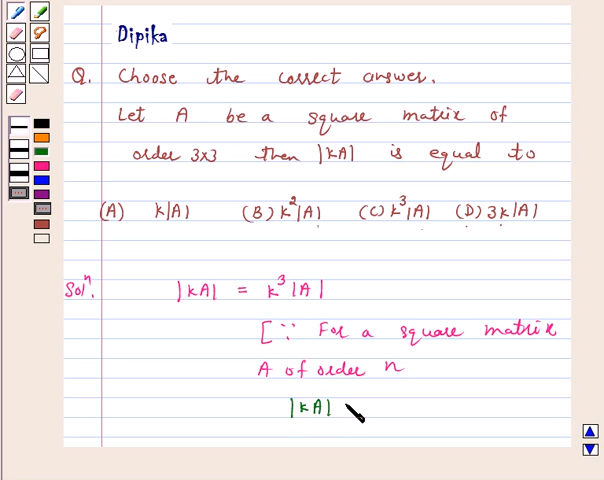 Dipika
Q. Choose the correct answer.
Let A be a square matrix of
order 3x3 then |kA| is equal to
(A) k|A| (B) k²|A| (C) k³|A| (D) 3k|A|
Solⁿ. |kA| = k³|A|
[∵ For a square matrix
A of order n
|kA|